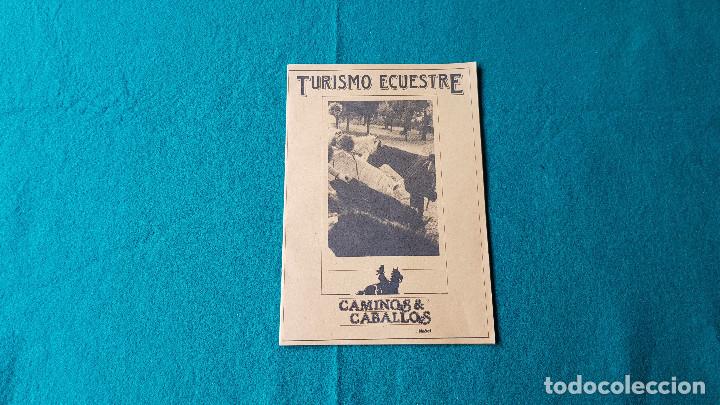 TURISMO ECUESTRE
CAMINOS &
CABALLOS
todocoleccion